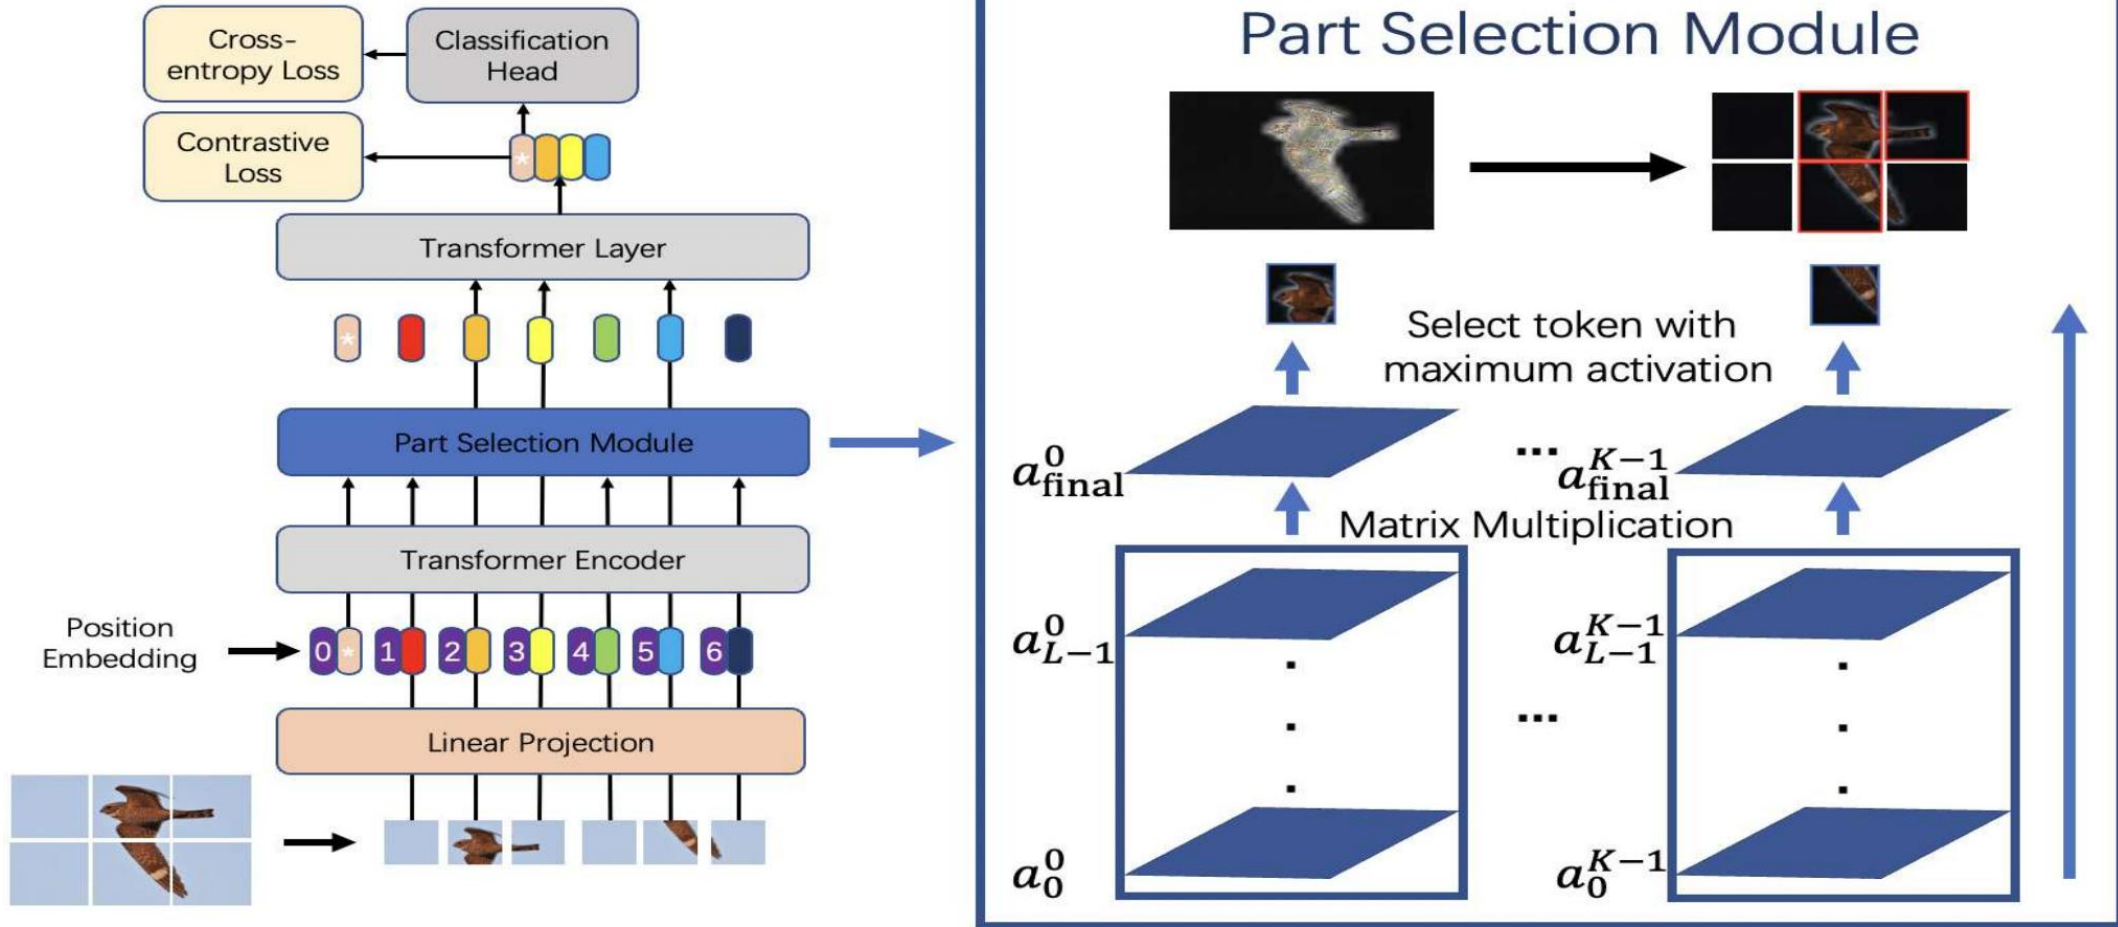 Cross-
entropy Loss
Classification
Head
Contrastive
Loss
*
Transformer Layer
*
Part Selection Module
Transformer Encoder
Position
Embedding
0 * 1 2 3 4 5 6
Linear Projection
Part Selection Module
Select token with
maximum activation
a^0_final
...
a^{K-1}_final
Matrix Multiplication
a^0_{L-1}
a^{K-1}_{L-1}
...
a^0_0
a^{K-1}_0